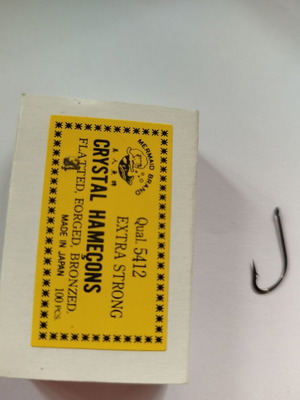 MERMAID BRAND
Qual. 5412
EXTRA STRONG
CRYSTAL HAMEÇONS
FLATTED, FORGED, BRONZED,
MADE IN JAPAN
100 PCS